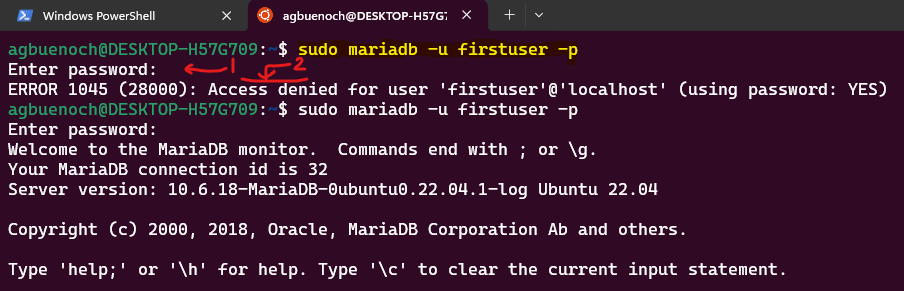 Windows PowerShell
agbuenoch@DESKTOP-H57G7
agbuenoch@DESKTOP-H57G709:~$ sudo mariadb -u firstuser -p
Enter password:
1
2
ERROR 1045 (28000): Access denied for user 'firstuser'@'localhost' (using password: YES)
agbuenoch@DESKTOP-H57G709:~$ sudo mariadb -u firstuser -p
Enter password:
Welcome to the MariaDB monitor.  Commands end with ; or \g.
Your MariaDB connection id is 32
Server version: 10.6.18-MariaDB-0ubuntu0.22.04.1-log Ubuntu 22.04
Copyright (c) 2000, 2018, Oracle, MariaDB Corporation Ab and others.
Type 'help;' or '\h' for help. Type '\c' to clear the current input statement.